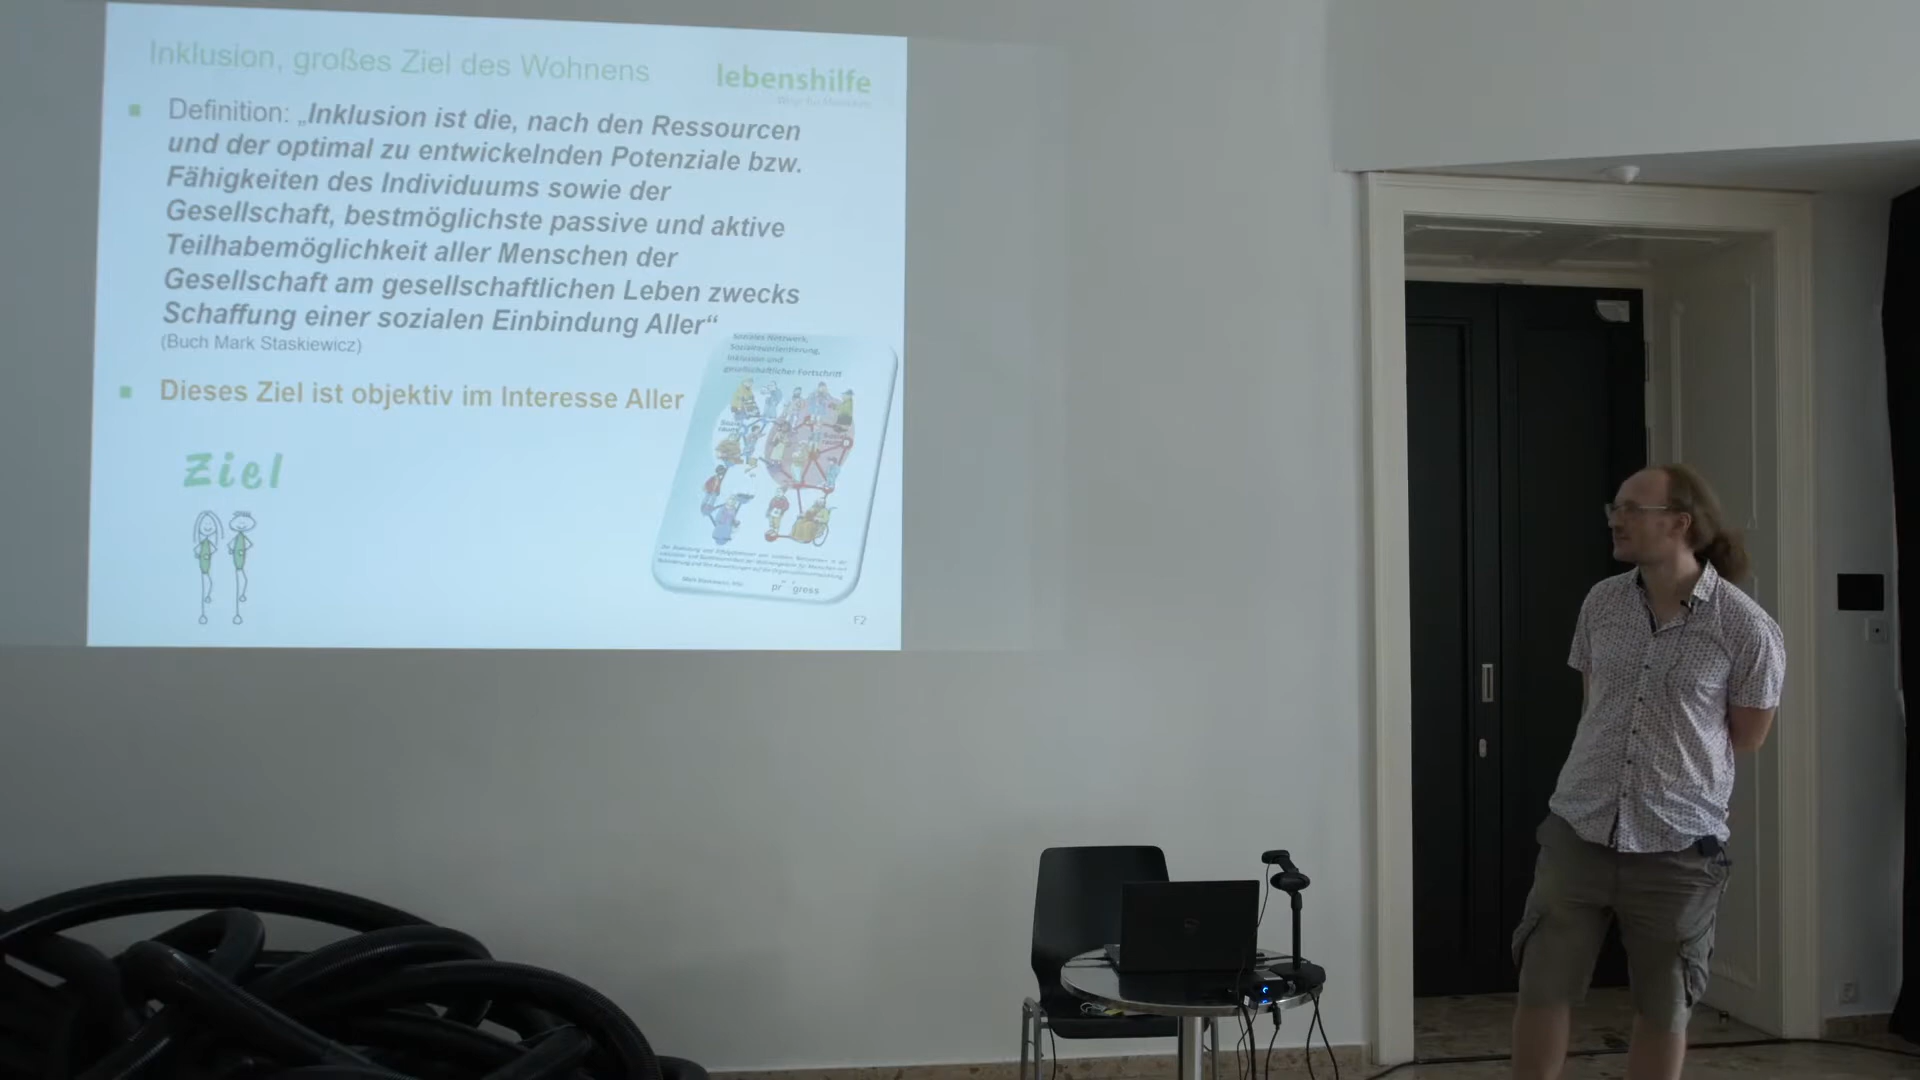 Inklusion, großes Ziel des Wohnens
lebenshilfe
Definition: „Inklusion ist die, nach den Ressourcen
und der optimal zu entwickelnden Potenziale bzw.
Fähigkeiten des Individuums sowie der
Gesellschaft, bestmöglichste passive und aktive
Teilhabemöglichkeit aller Menschen der
Gesellschaft am gesellschaftlichen Leben zwecks
Schaffung einer sozialen Einbindung Aller“
(Buch Mark Staskiewicz)
Soziales Netzwerk,
Sozialraumorientierung,
Inklusion und
gesellschaftlicher Fortschritt
Dieses Ziel ist objektiv im Interesse Aller
Ziel
pro gress
F2